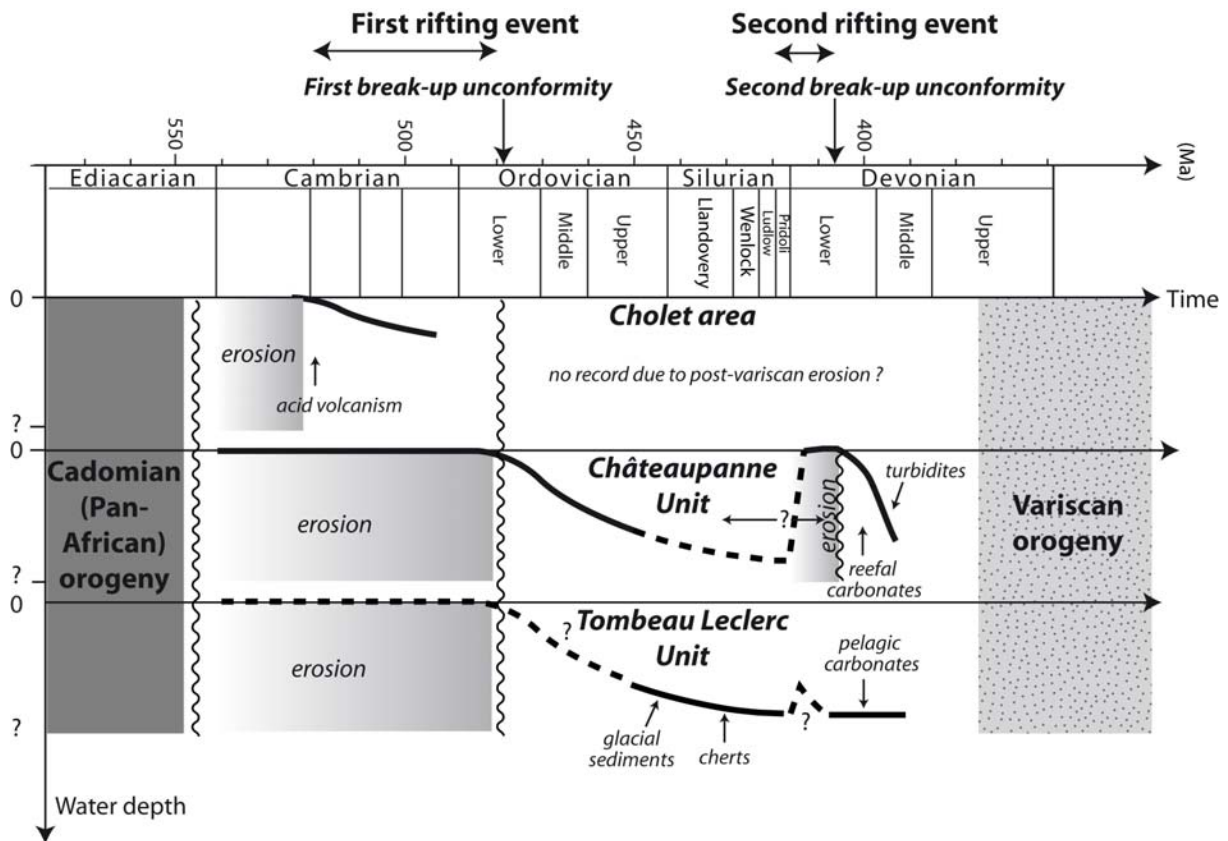 First rifting event
Second rifting event
First break-up unconformity
Second break-up unconformity
550
500
450
400
(Ma)
Ediacarian
Cambrian
Ordovician
Silurian
Devonian
Lower
Middle
Upper
Llandovery
Wenlock
Ludlow
Pridoli
Lower
Middle
Upper
0
Time
Cholet area
erosion
no record due to post-variscan erosion ?
acid volcanism
?
0
Cadomian
(Pan-
African)
orogeny
Châteaupanne
Unit
turbidites
?
erosion
erosion
Variscan
orogeny
reefal
carbonates
?
0
Tombeau Leclerc
Unit
?
erosion
pelagic
carbonates
?
?
glacial
sediments
cherts
Water depth